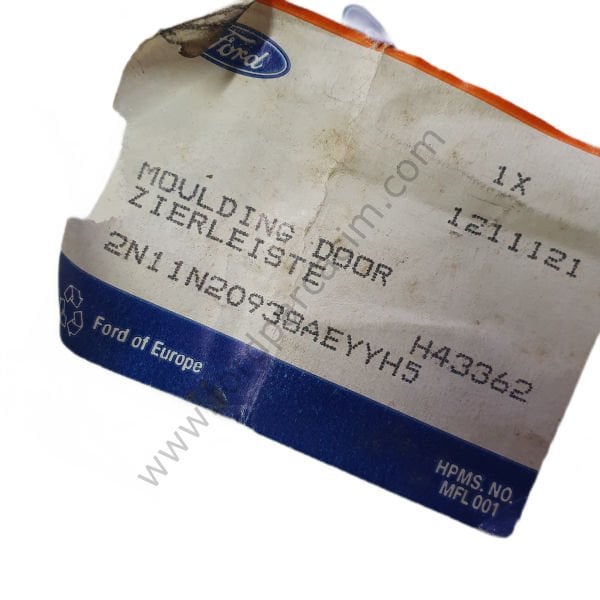 Ford
1X
1211121
MOULDING DOOR
ZIERLEISTE
2N11N20938AEYYH5
H43362
Ford of Europe
HPMS. NO.
MFL 001